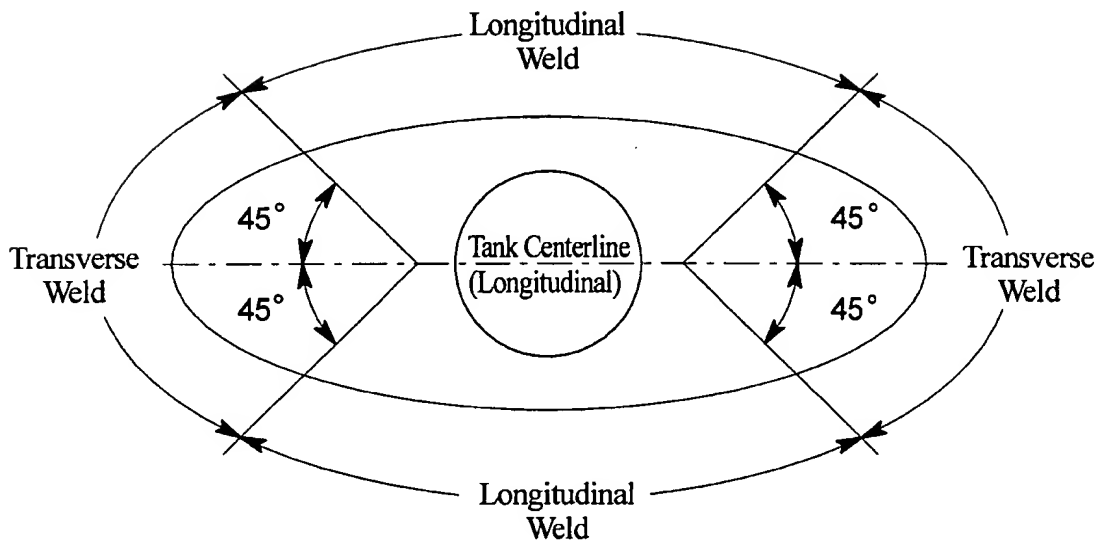 Longitudinal
Weld
45°
45°
Transverse
Weld
Tank Centerline
(Longitudinal)
Transverse
Weld
45°
45°
Longitudinal
Weld